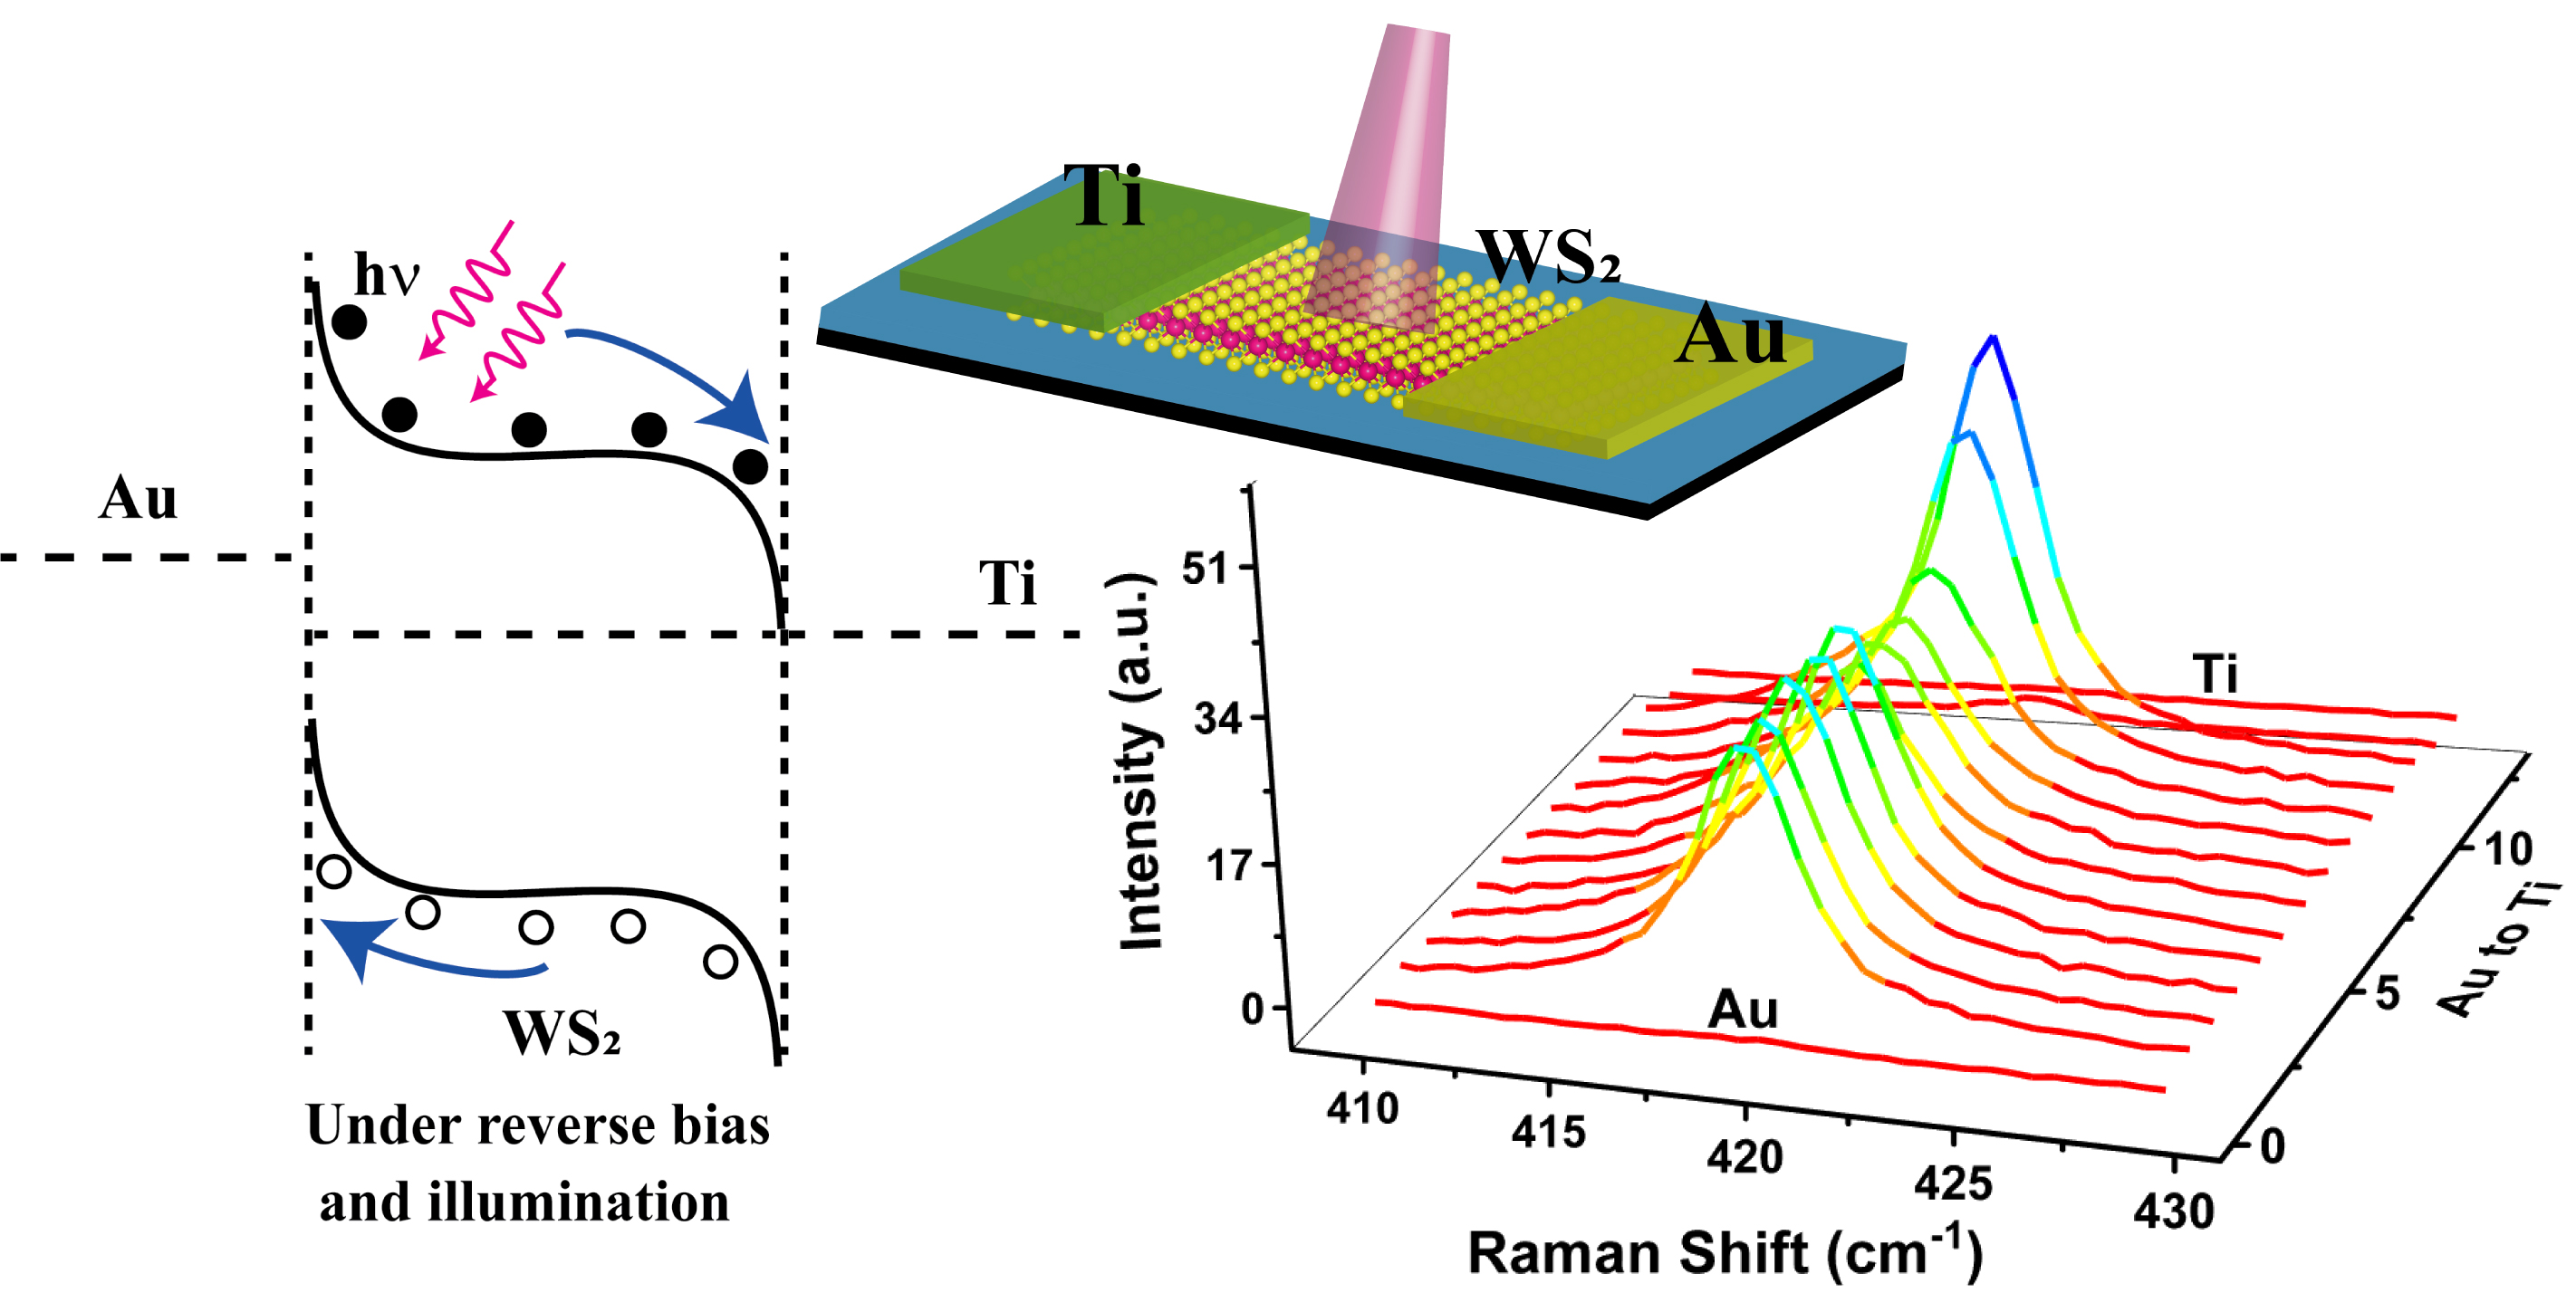 hν
Au
Ti
WS₂
Under reverse bias
and illumination
Ti
WS₂
Au
Intensity (a.u.)
51
34
17
0
Ti
Au
410
415
420
425
430
Raman Shift (cm⁻¹)
0
5
10
Au to Ti